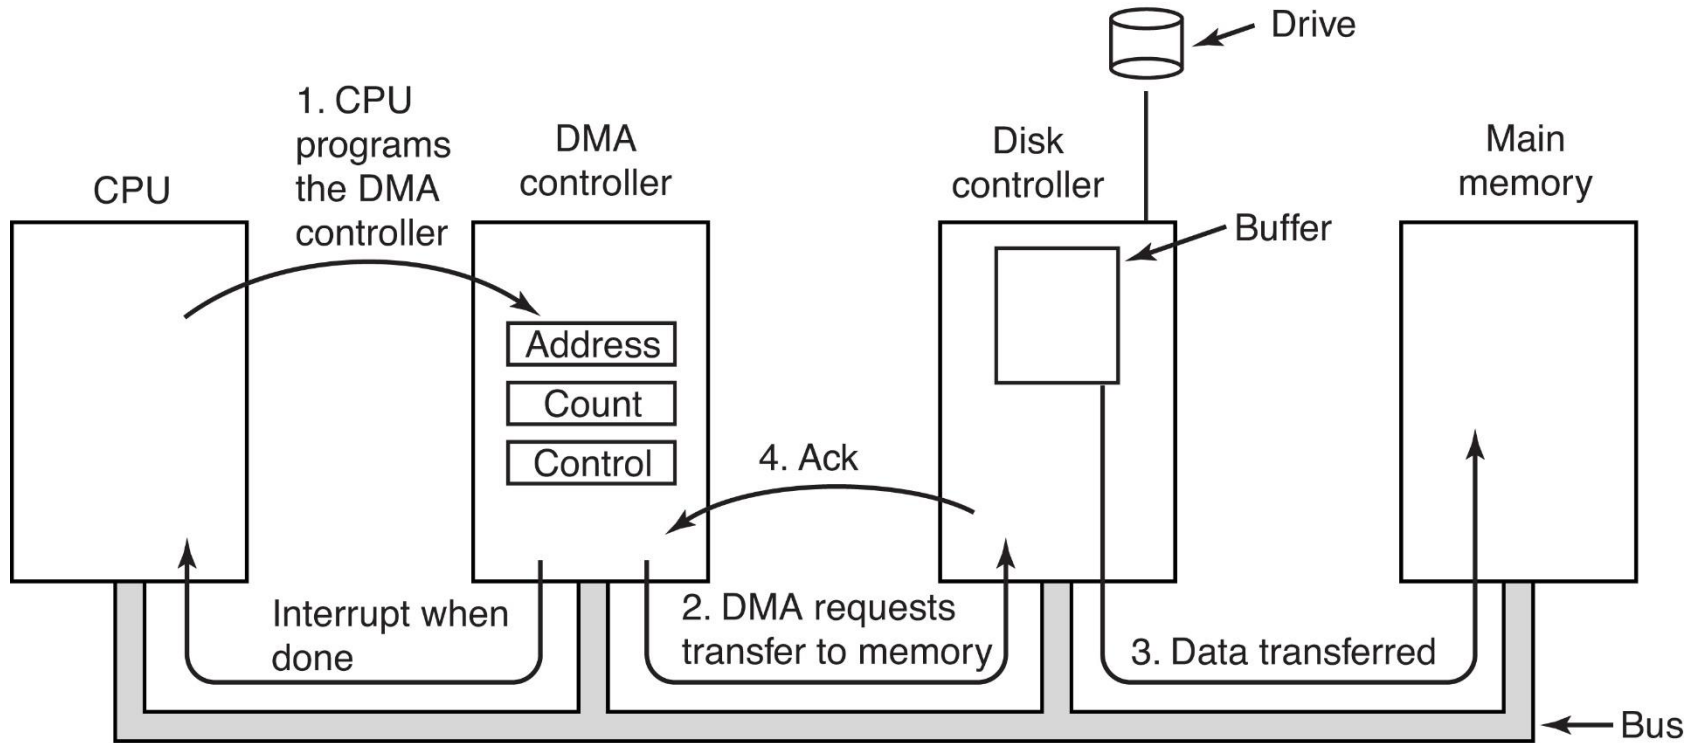 Drive
1. CPU
programs
the DMA
controller
CPU
DMA
controller
Disk
controller
Main
memory
Buffer
Address
Count
Control
4. Ack
Interrupt when
done
2. DMA requests
transfer to memory
3. Data transferred
Bus